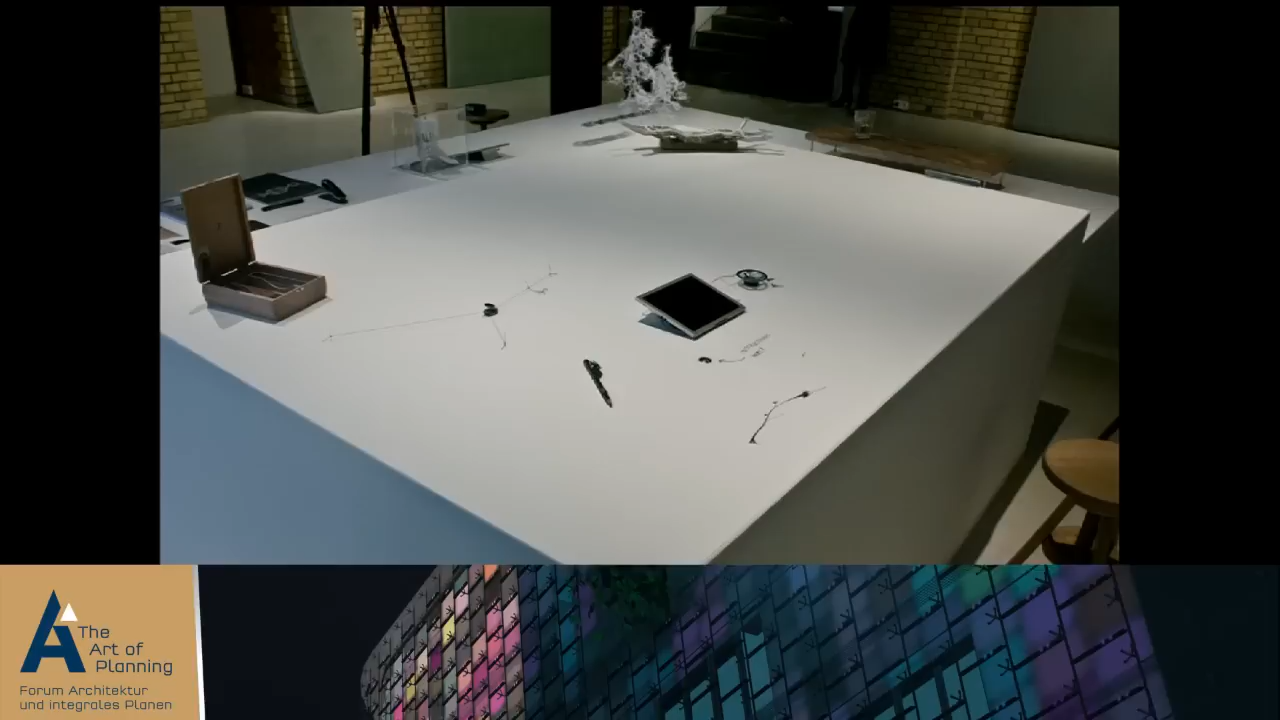 The
Art of
Planning
Forum Architektur
und integrales Planen